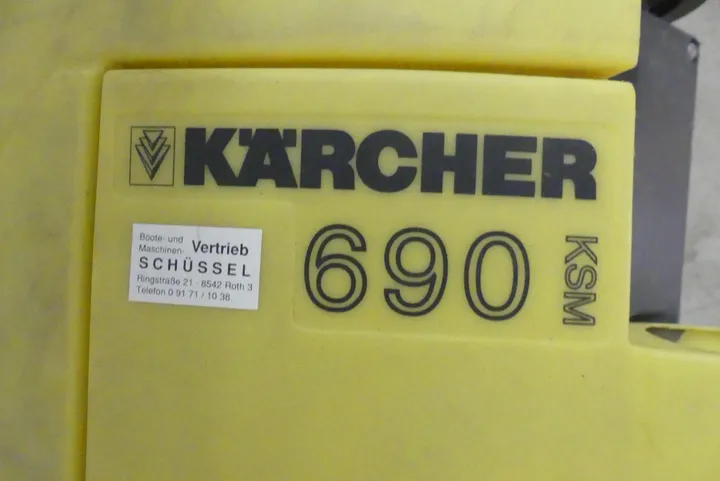 KÄRCHER
690
KSM
Boote- und
Maschinen- Vertrieb
SCHÜSSEL
Ringstraße 21 · 8542 Roth 3
Telefon 0 91 71 / 10 38